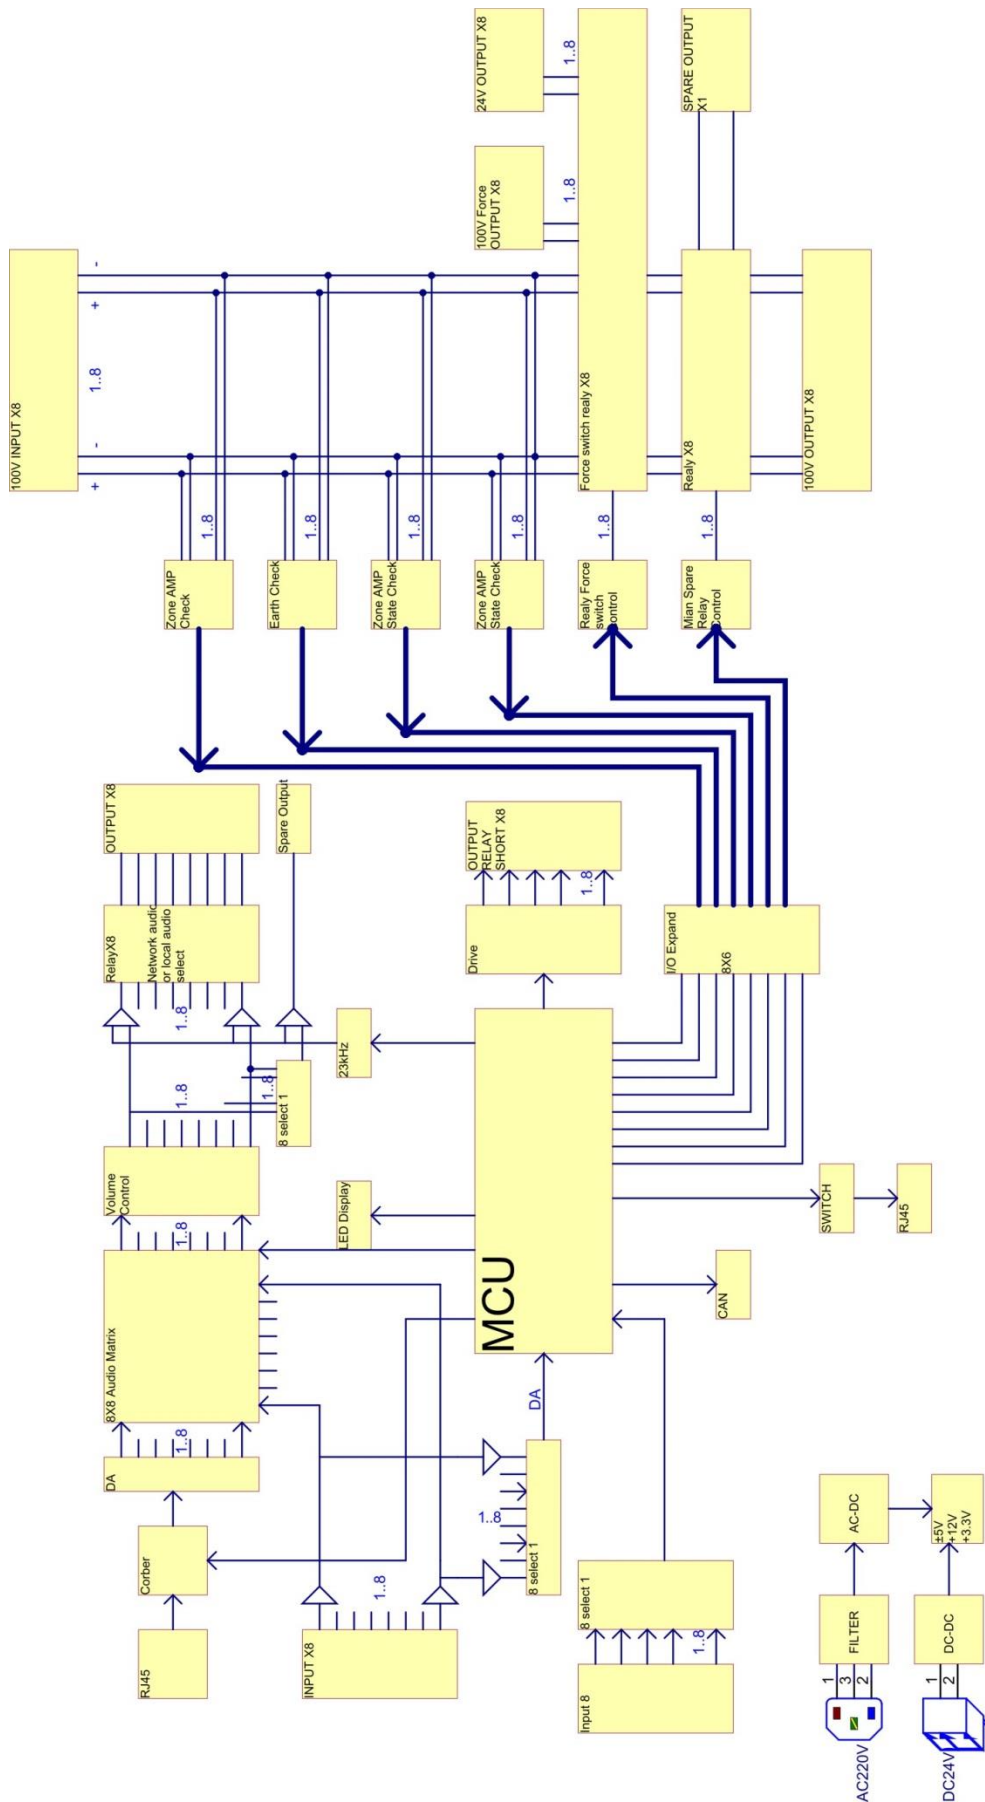 100V INPUT X8
+
-
1..8
+
-
24V OUTPUT X8
1..8
100V Force
OUTPUT X8
1..8
SPARE OUTPUT
X1
Force switch realy X8
Realy X8
100V OUTPUT X8
Zone AMP
Check
1..8
Earth Check
1..8
Zone AMP
State Check
1..8
Zone AMP
State Check
1..8
Realy Force
switch
control
1..8
Mian Spare
Relay
Control
1..8
OUTPUT X8
Spare Output
RelayX8
Network audio
or local audio
select
1..8
OUTPUT
RELAY
SHORT X8
1..8
Drive
I/O Expand
8X6
23kHz
1..8
1..8
8 select 1
Volume
Control
1..8
LED Display
8X8 Audio Matrix
MCU
SWITCH
RJ45
CAN
DA
1..8
DA
Corber
RJ45
INPUT X8
1..8
1..8
8 select 1
8 select 1
1..8
Input 8
AC-DC
±5V
+12V
+3.3V
FILTER
DC-DC
1
3
2
1
2
AC220V
DC24V